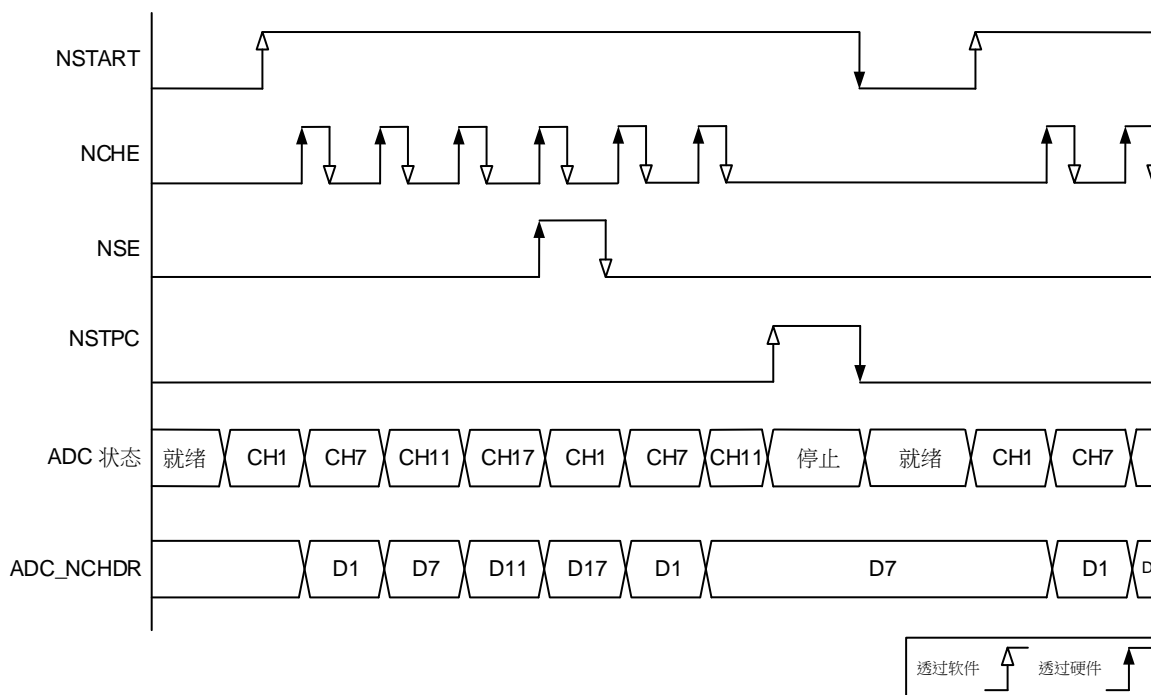 NSTART
NCHE
NSE
NSTPC
ADC 状态 就绪 CH1 CH7 CH11 CH17 CH1 CH7 CH11 停止 就绪 CH1 CH7
ADC_NCHDR D1 D7 D11 D17 D1 D7 D1 D
透过软件 透过硬件